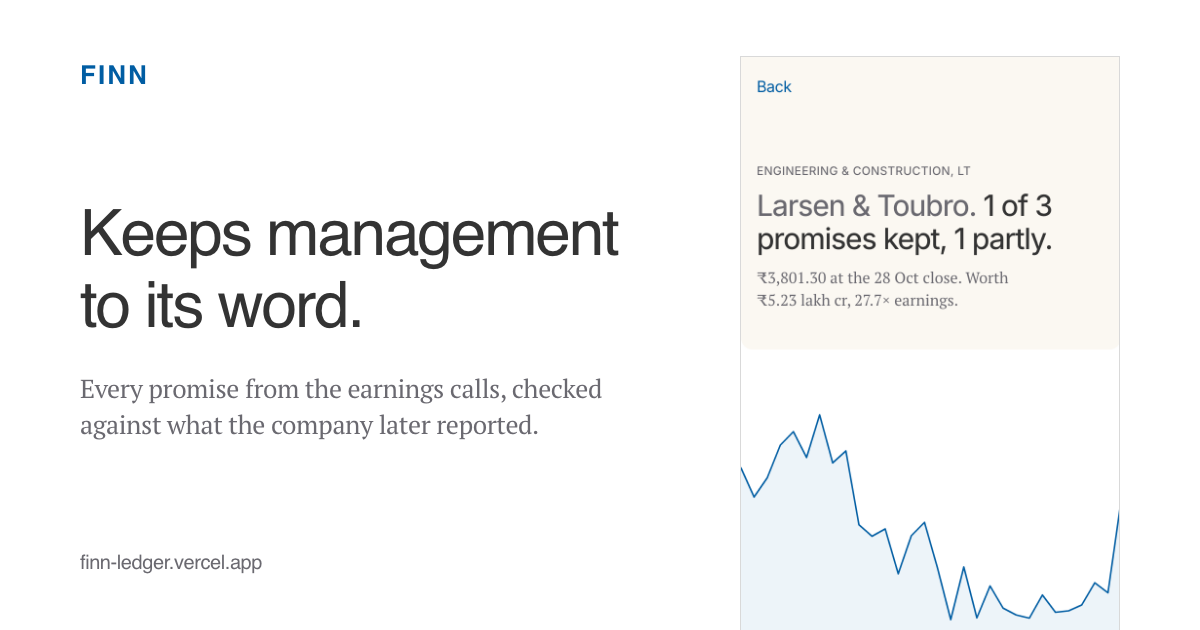 FINN
Keeps management
to its word.
Every promise from the earnings calls, checked
against what the company later reported.
finn-ledger.vercel.app
Back
ENGINEERING & CONSTRUCTION, LT
Larsen & Toubro. 1 of 3
promises kept, 1 partly.
₹3,801.30 at the 28 Oct close. Worth
₹5.23 lakh cr, 27.7× earnings.